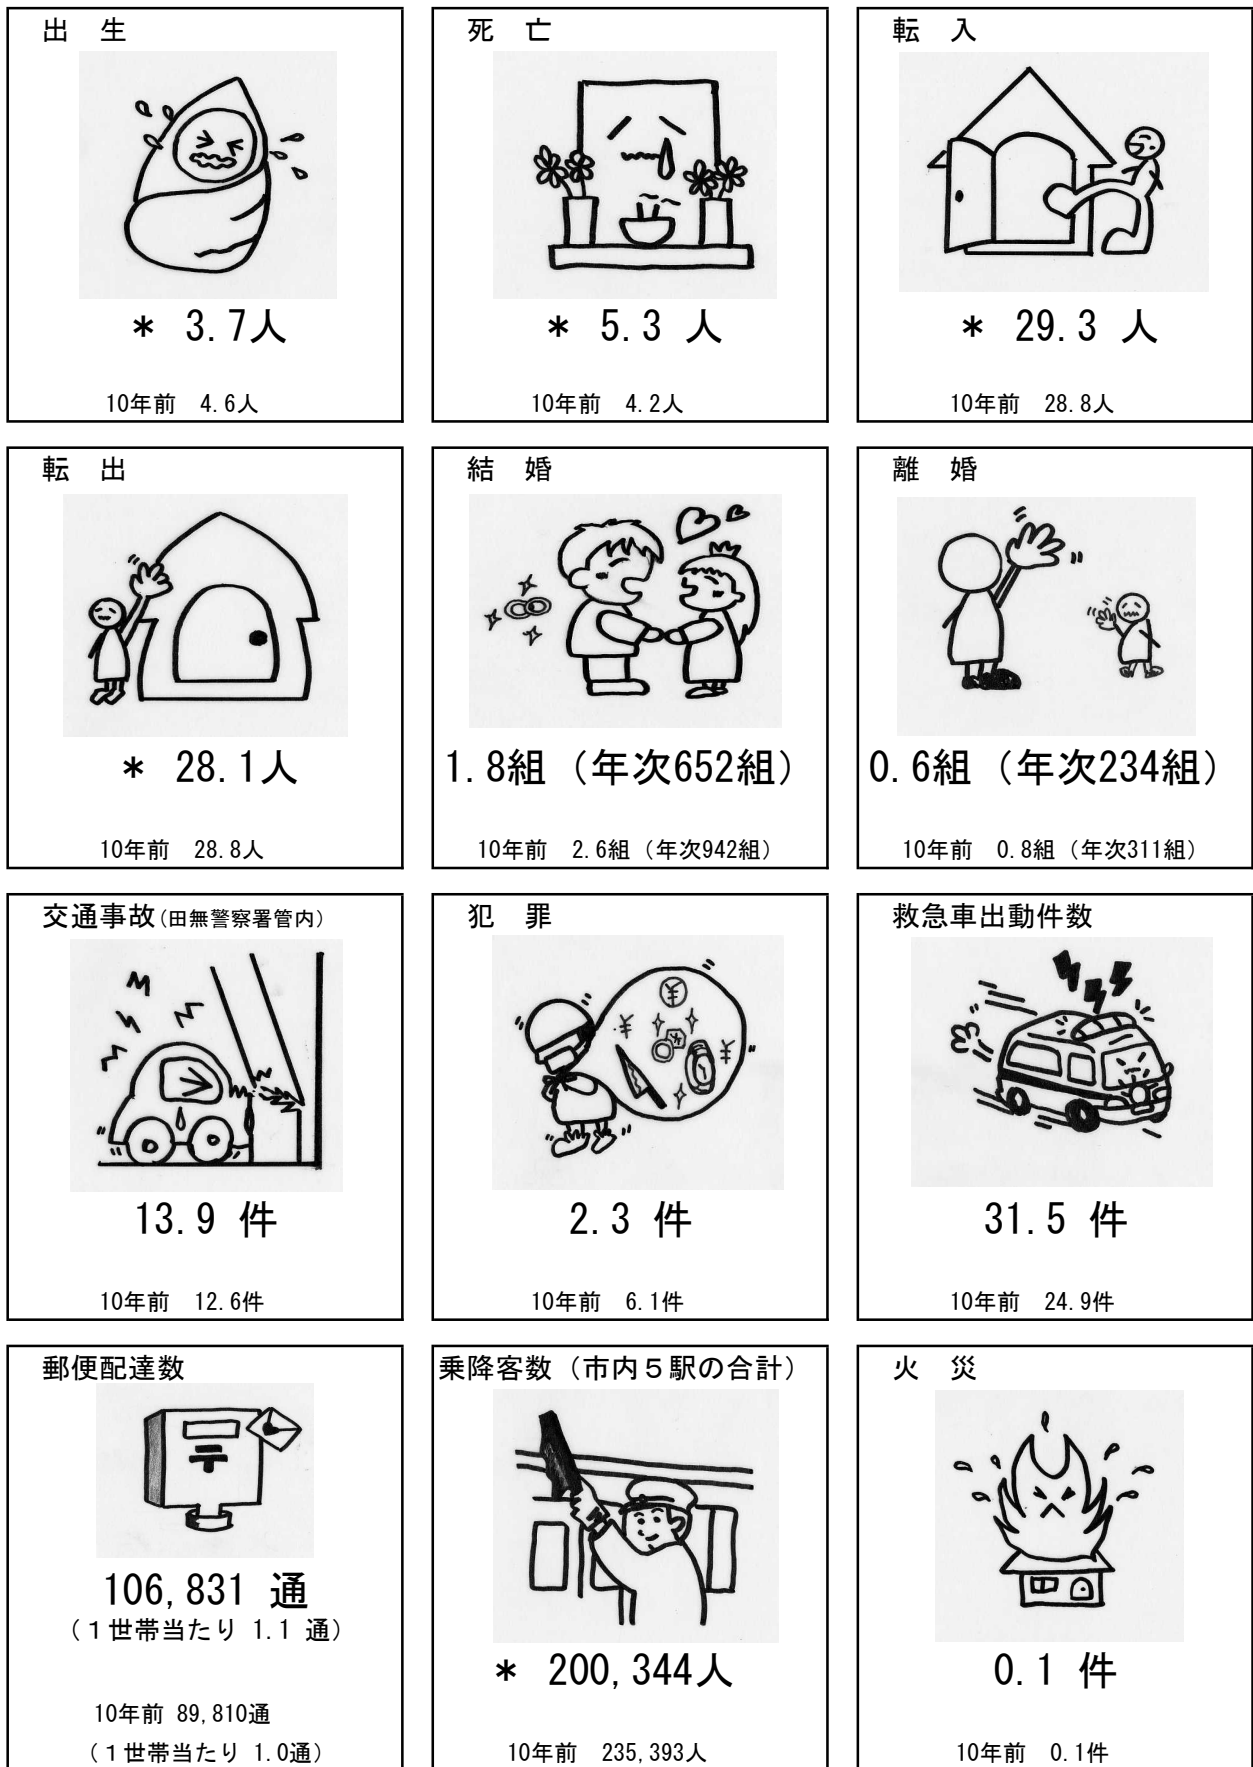 出　生
* 3.7人
10年前　4.6人
死　亡
* 5.3 人
10年前　4.2人
転　入
* 29.3 人
10年前　28.8人
転　出
* 28.1人
10年前　28.8人
結　婚
1.8組（年次652組）
10年前　2.6組（年次942組）
離　婚
0.6組（年次234組）
10年前　0.8組（年次311組）
交通事故(田無警察署管内)
13.9 件
10年前　12.6件
犯　罪
¥
¥
¥
2.3 件
10年前　6.1件
救急車出動件数
31.5 件
10年前　24.9件
郵便配達数
〒
106,831 通
（１世帯当たり 1.1 通）
10年前 89,810通
（１世帯当たり 1.0通）
乗降客数（市内５駅の合計）
* 200,344人
10年前　235,393人
火　災
0.1 件
10年前　0.1件